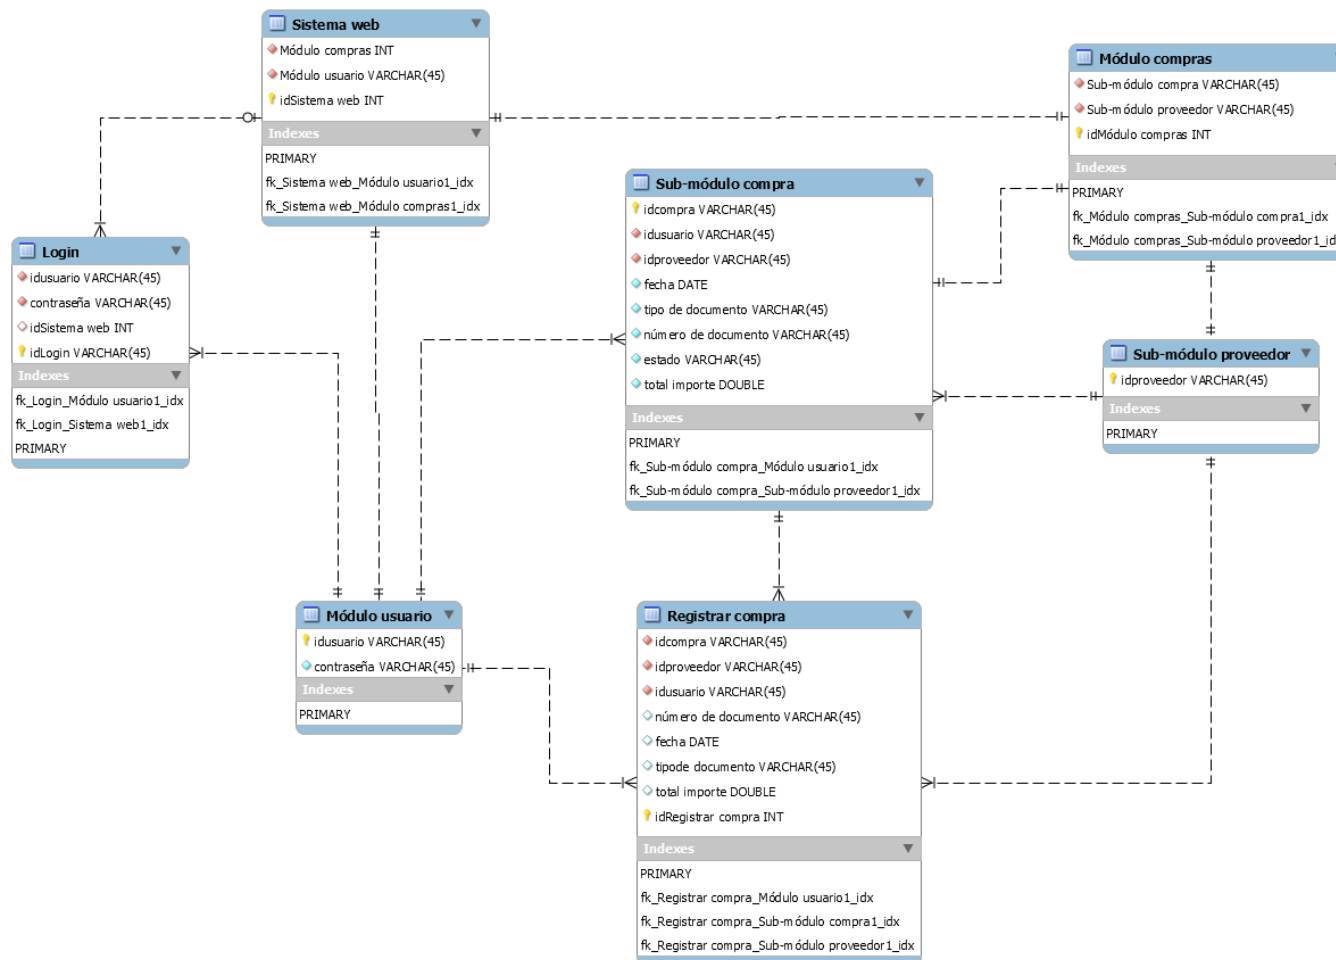 Sistema web
Módulo compras INT
Módulo usuario VARCHAR(45)
idSistema web INT
Indexes
PRIMARY
fk_Sistema web_Módulo usuario1_idx
fk_Sistema web_Módulo compras1_idx
Módulo compras
Sub-módulo compra VARCHAR(45)
Sub-módulo proveedor VARCHAR(45)
idMódulo compras INT
Indexes
PRIMARY
fk_Módulo compras_Sub-módulo compra1_idx
fk_Módulo compras_Sub-módulo proveedor1_id
Sub-módulo compra
idcompra VARCHAR(45)
idusuario VARCHAR(45)
idproveedor VARCHAR(45)
fecha DATE
tipo de documento VARCHAR(45)
número de documento VARCHAR(45)
estado VARCHAR(45)
total importe DOUBLE
Indexes
PRIMARY
fk_Sub-módulo compra_Módulo usuario1_idx
fk_Sub-módulo compra_Sub-módulo proveedor1_idx
Login
idusuario VARCHAR(45)
contraseña VARCHAR(45)
idSistema web INT
idLogin VARCHAR(45)
Indexes
fk_Login_Módulo usuario1_idx
fk_Login_Sistema web1_idx
PRIMARY
Sub-módulo proveedor
idproveedor VARCHAR(45)
Indexes
PRIMARY
Módulo usuario
idusuario VARCHAR(45)
contraseña VARCHAR(45)
Indexes
PRIMARY
Registrar compra
idcompra VARCHAR(45)
idproveedor VARCHAR(45)
idusuario VARCHAR(45)
número de documento VARCHAR(45)
fecha DATE
tipode documento VARCHAR(45)
total importe DOUBLE
idRegistrar compra INT
Indexes
PRIMARY
fk_Registrar compra_Módulo usuario1_idx
fk_Registrar compra_Sub-módulo compra1_idx
fk_Registrar compra_Sub-módulo proveedor1_idx